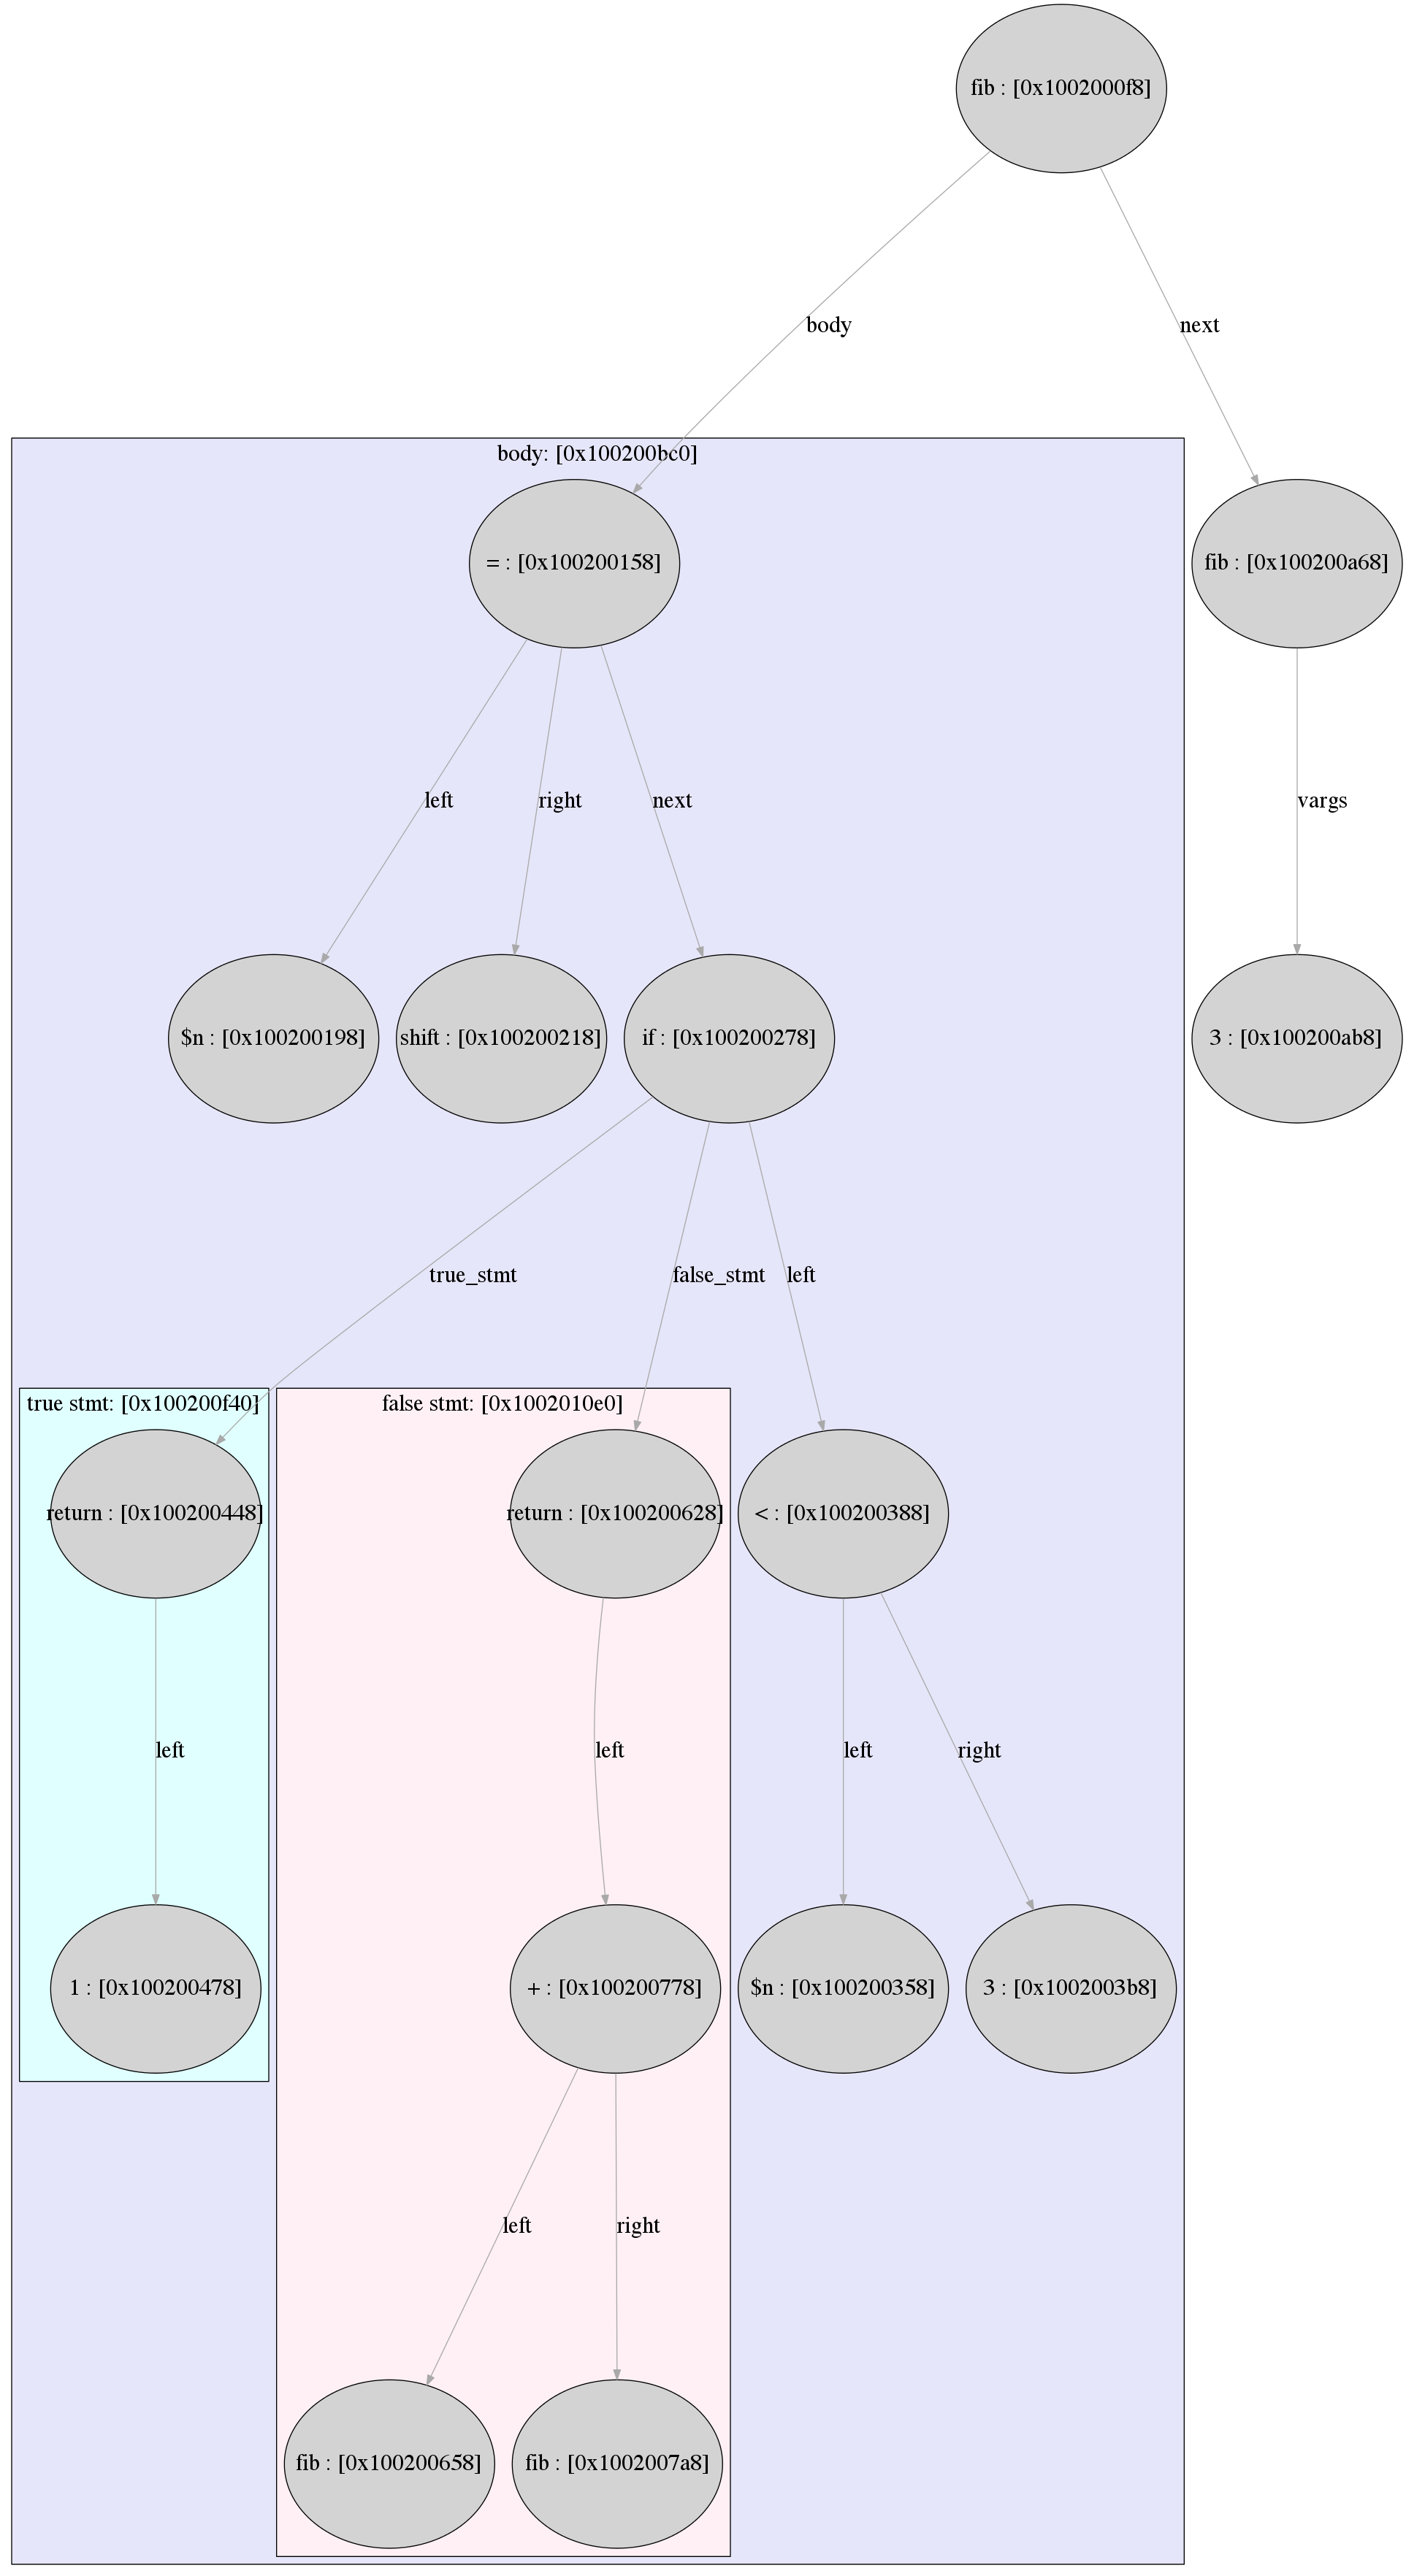 fib : [0x1002000f8]
body
next
body: [0x100200bc0]
= : [0x100200158]
fib : [0x100200a68]
left
right
next
vargs
$n : [0x100200198]
shift : [0x100200218]
if : [0x100200278]
3 : [0x100200ab8]
true_stmt
false_stmt
left
true stmt: [0x100200f40]
false stmt: [0x1002010e0]
return : [0x100200448]
return : [0x100200628]
< : [0x100200388]
left
left
left
right
1 : [0x100200478]
+ : [0x100200778]
$n : [0x100200358]
3 : [0x1002003b8]
left
right
fib : [0x100200658]
fib : [0x1002007a8]